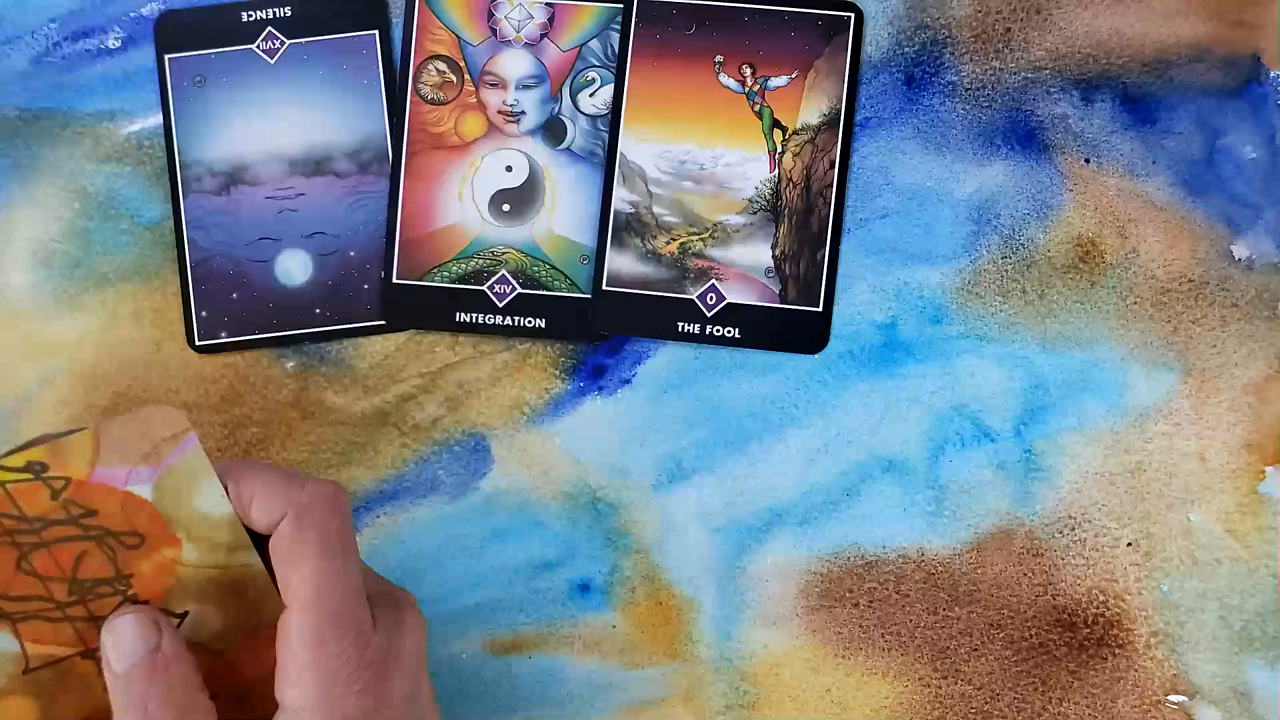 SILENCE
XVII
XIV
INTEGRATION
0
THE FOOL